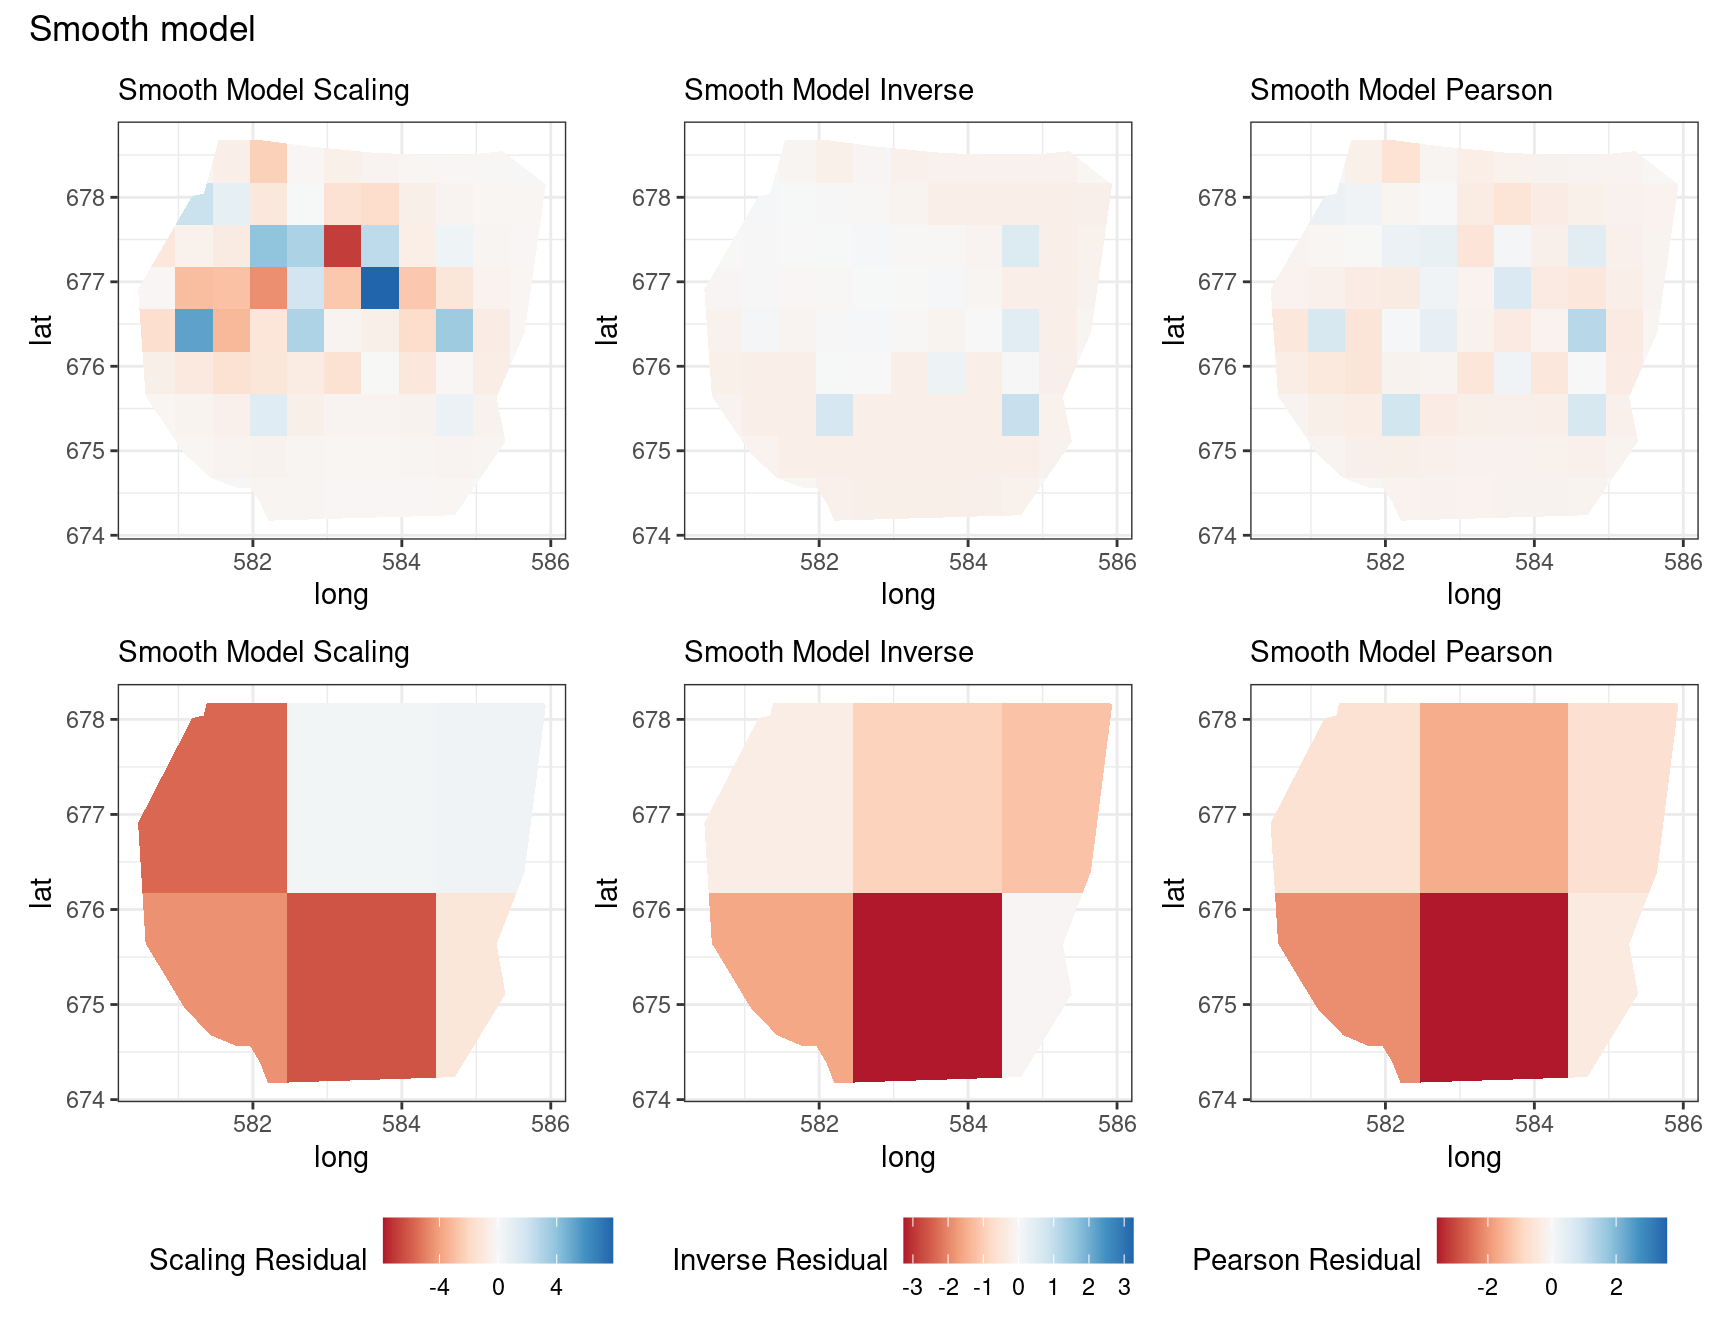 Smooth model
Smooth Model Scaling
Smooth Model Inverse
Smooth Model Pearson
lat
678
677
676
675
674
582
584
586
long
lat
678
677
676
675
674
582
584
586
long
lat
678
677
676
675
674
582
584
586
long
Smooth Model Scaling
Smooth Model Inverse
Smooth Model Pearson
lat
678
677
676
675
674
582
584
586
long
lat
678
677
676
675
674
582
584
586
long
lat
678
677
676
675
674
582
584
586
long
Scaling Residual
-4 0 4
Inverse Residual
-3 -2 -1 0 1 2 3
Pearson Residual
-2 0 2